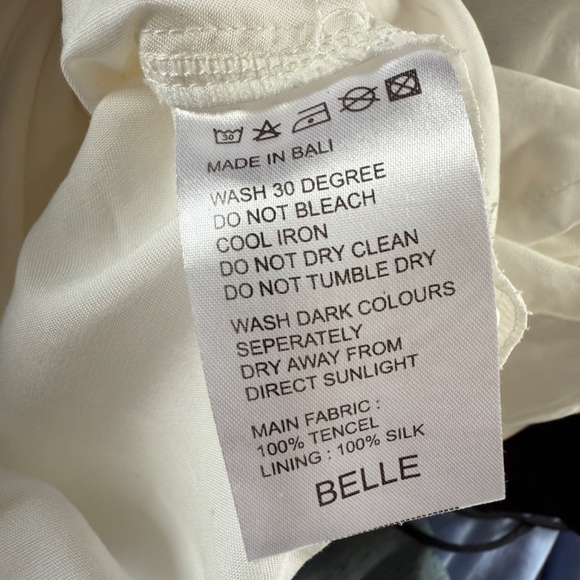 30
MADE IN BALI
WASH 30 DEGREE
DO NOT BLEACH
COOL IRON
DO NOT DRY CLEAN
DO NOT TUMBLE DRY
WASH DARK COLOURS
SEPERATELY
DRY AWAY FROM
DIRECT SUNLIGHT
MAIN FABRIC :
100% TENCEL
LINING : 100% SILK
BELLE